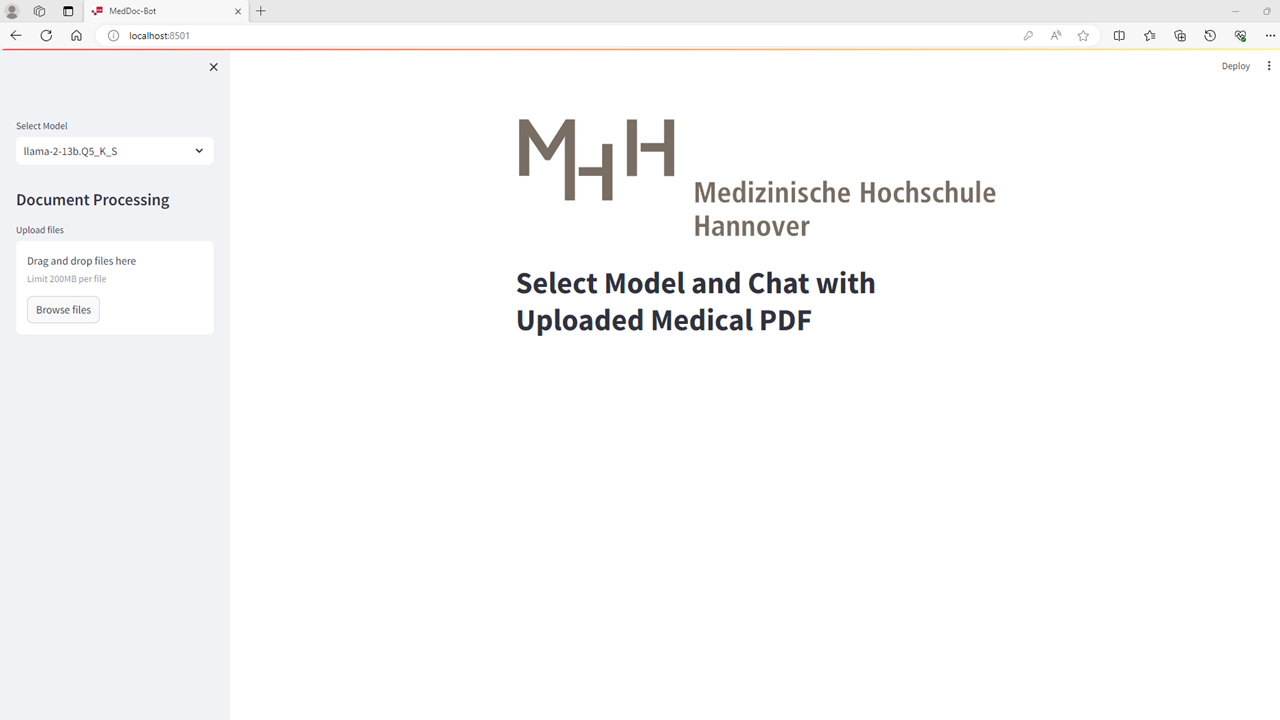 MedDoc-Bot
localhost:8501
Deploy
Select Model
llama-2-13b.Q5_K_S
Document Processing
Upload files
Drag and drop files here
Limit 200MB per file
Browse files
MHH
Medizinische Hochschule
Hannover
Select Model and Chat with
Uploaded Medical PDF